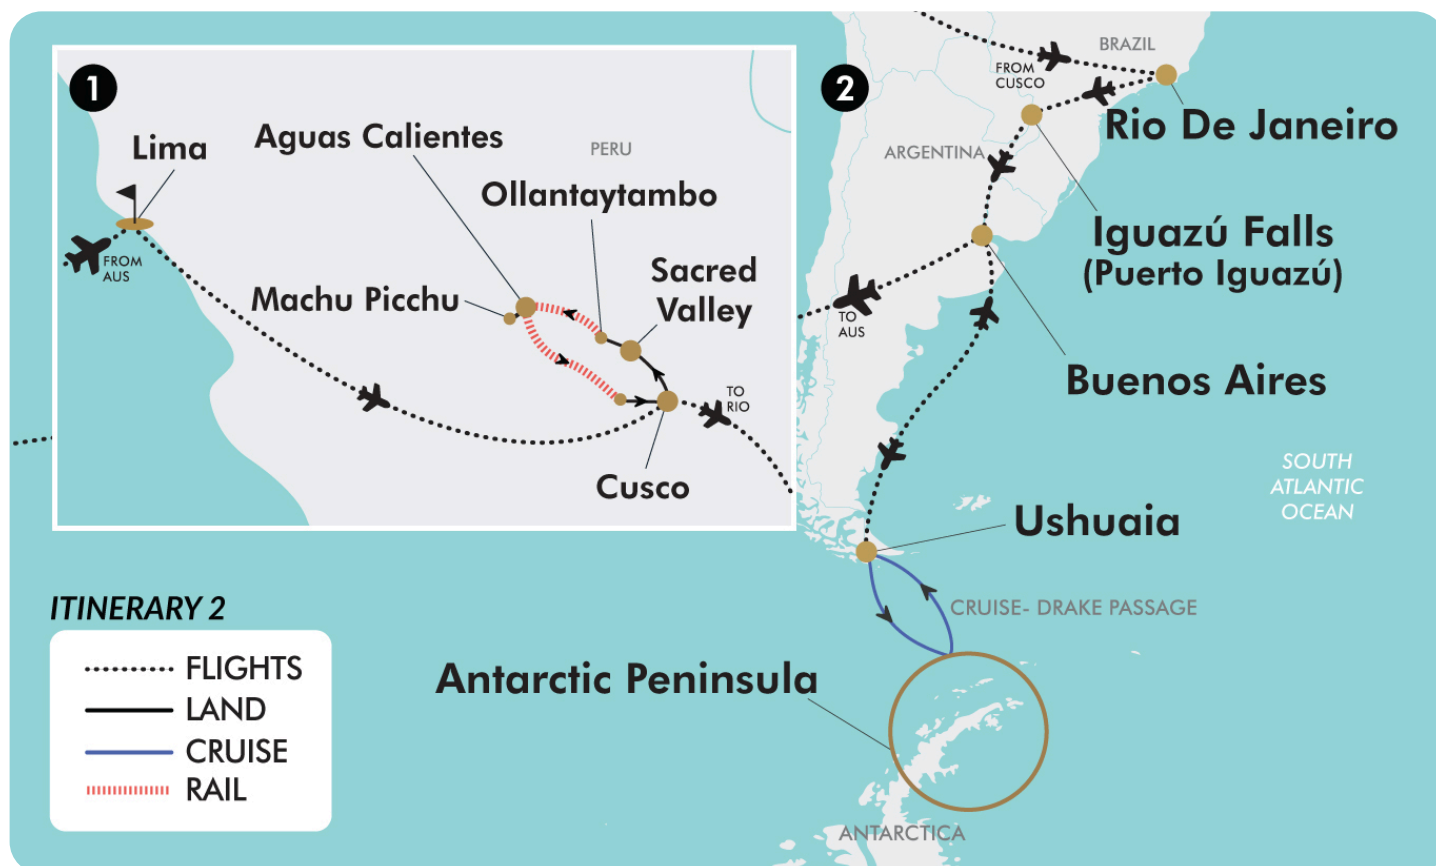 1
Lima
Aguas Calientes
PERU
Ollantaytambo
FROM
AUS
Machu Picchu
Sacred
Valley
TO
RIO
Cusco
2
BRAZIL
FROM
CUSCO
Rio De Janeiro
ARGENTINA
Iguazú Falls
(Puerto Iguazú)
TO
AUS
Buenos Aires
SOUTH
ATLANTIC
OCEAN
Ushuaia
CRUISE- DRAKE PASSAGE
Antarctic Peninsula
ANTARCTICA
ITINERARY 2
FLIGHTS
LAND
CRUISE
RAIL